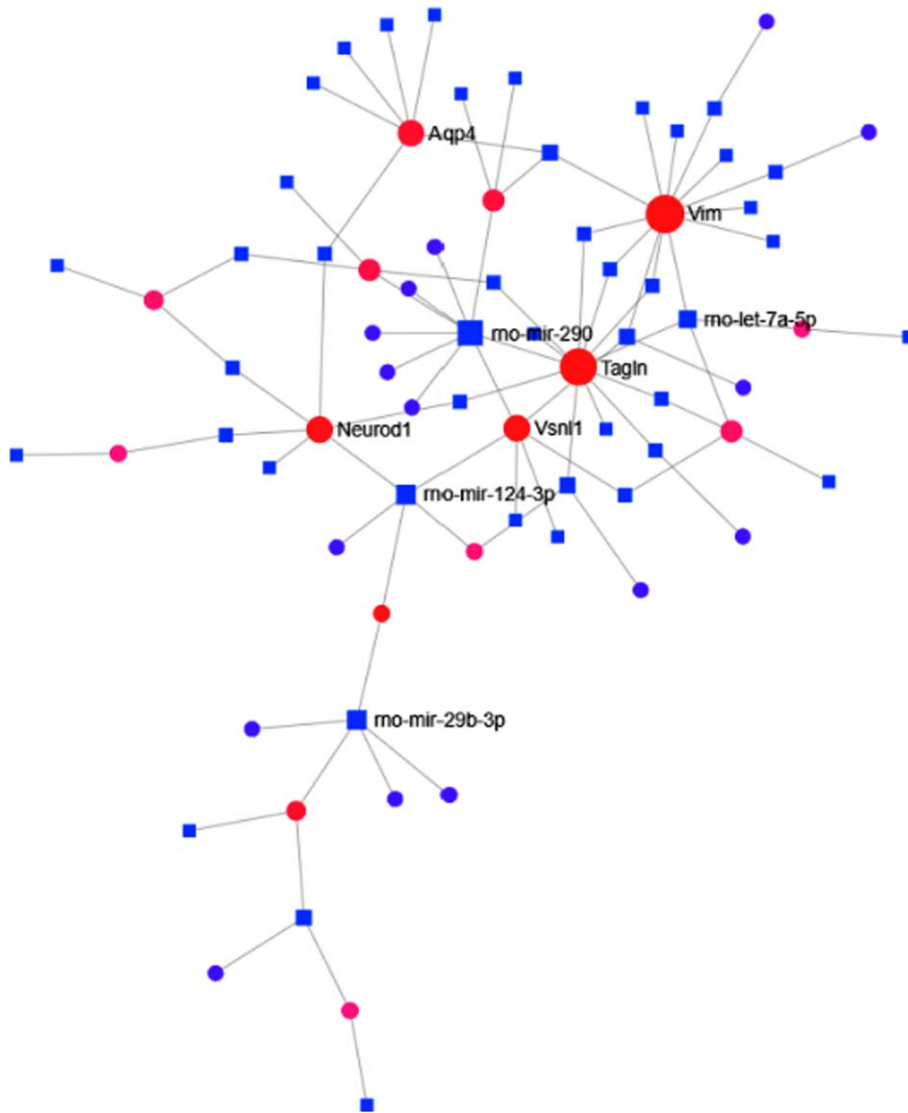 Aqp4
Vim
rno-let-7a-5p
rno-mir-290
Tagln
Neurod1
Vsnl1
rno-mir-124-3p
rno-mir-29b-3p